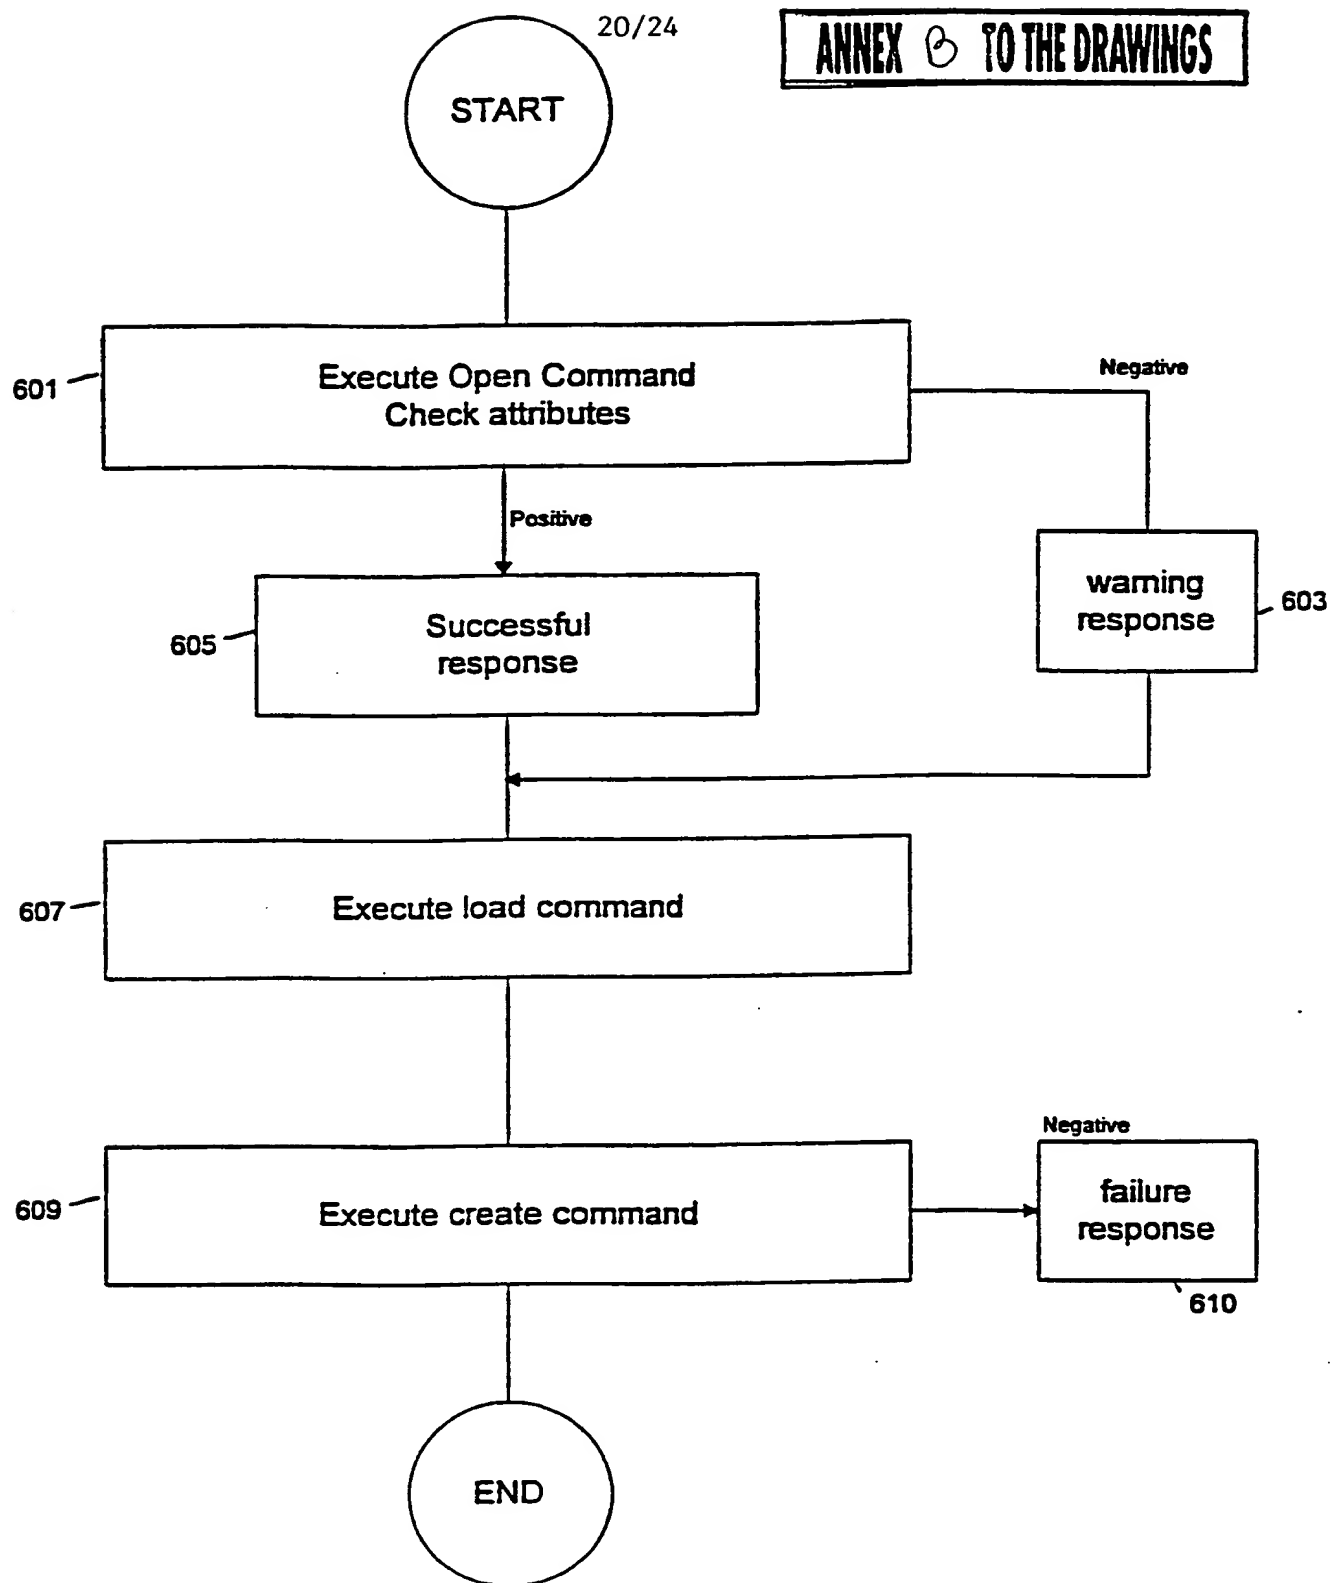 20/24
ANNEX B TO THE DRAWINGS
START
601
Execute Open Command
Check attributes
Negative
Positive
605
Successful
response
warning
response
603
607
Execute load command
609
Execute create command
Negative
failure
response
610
END